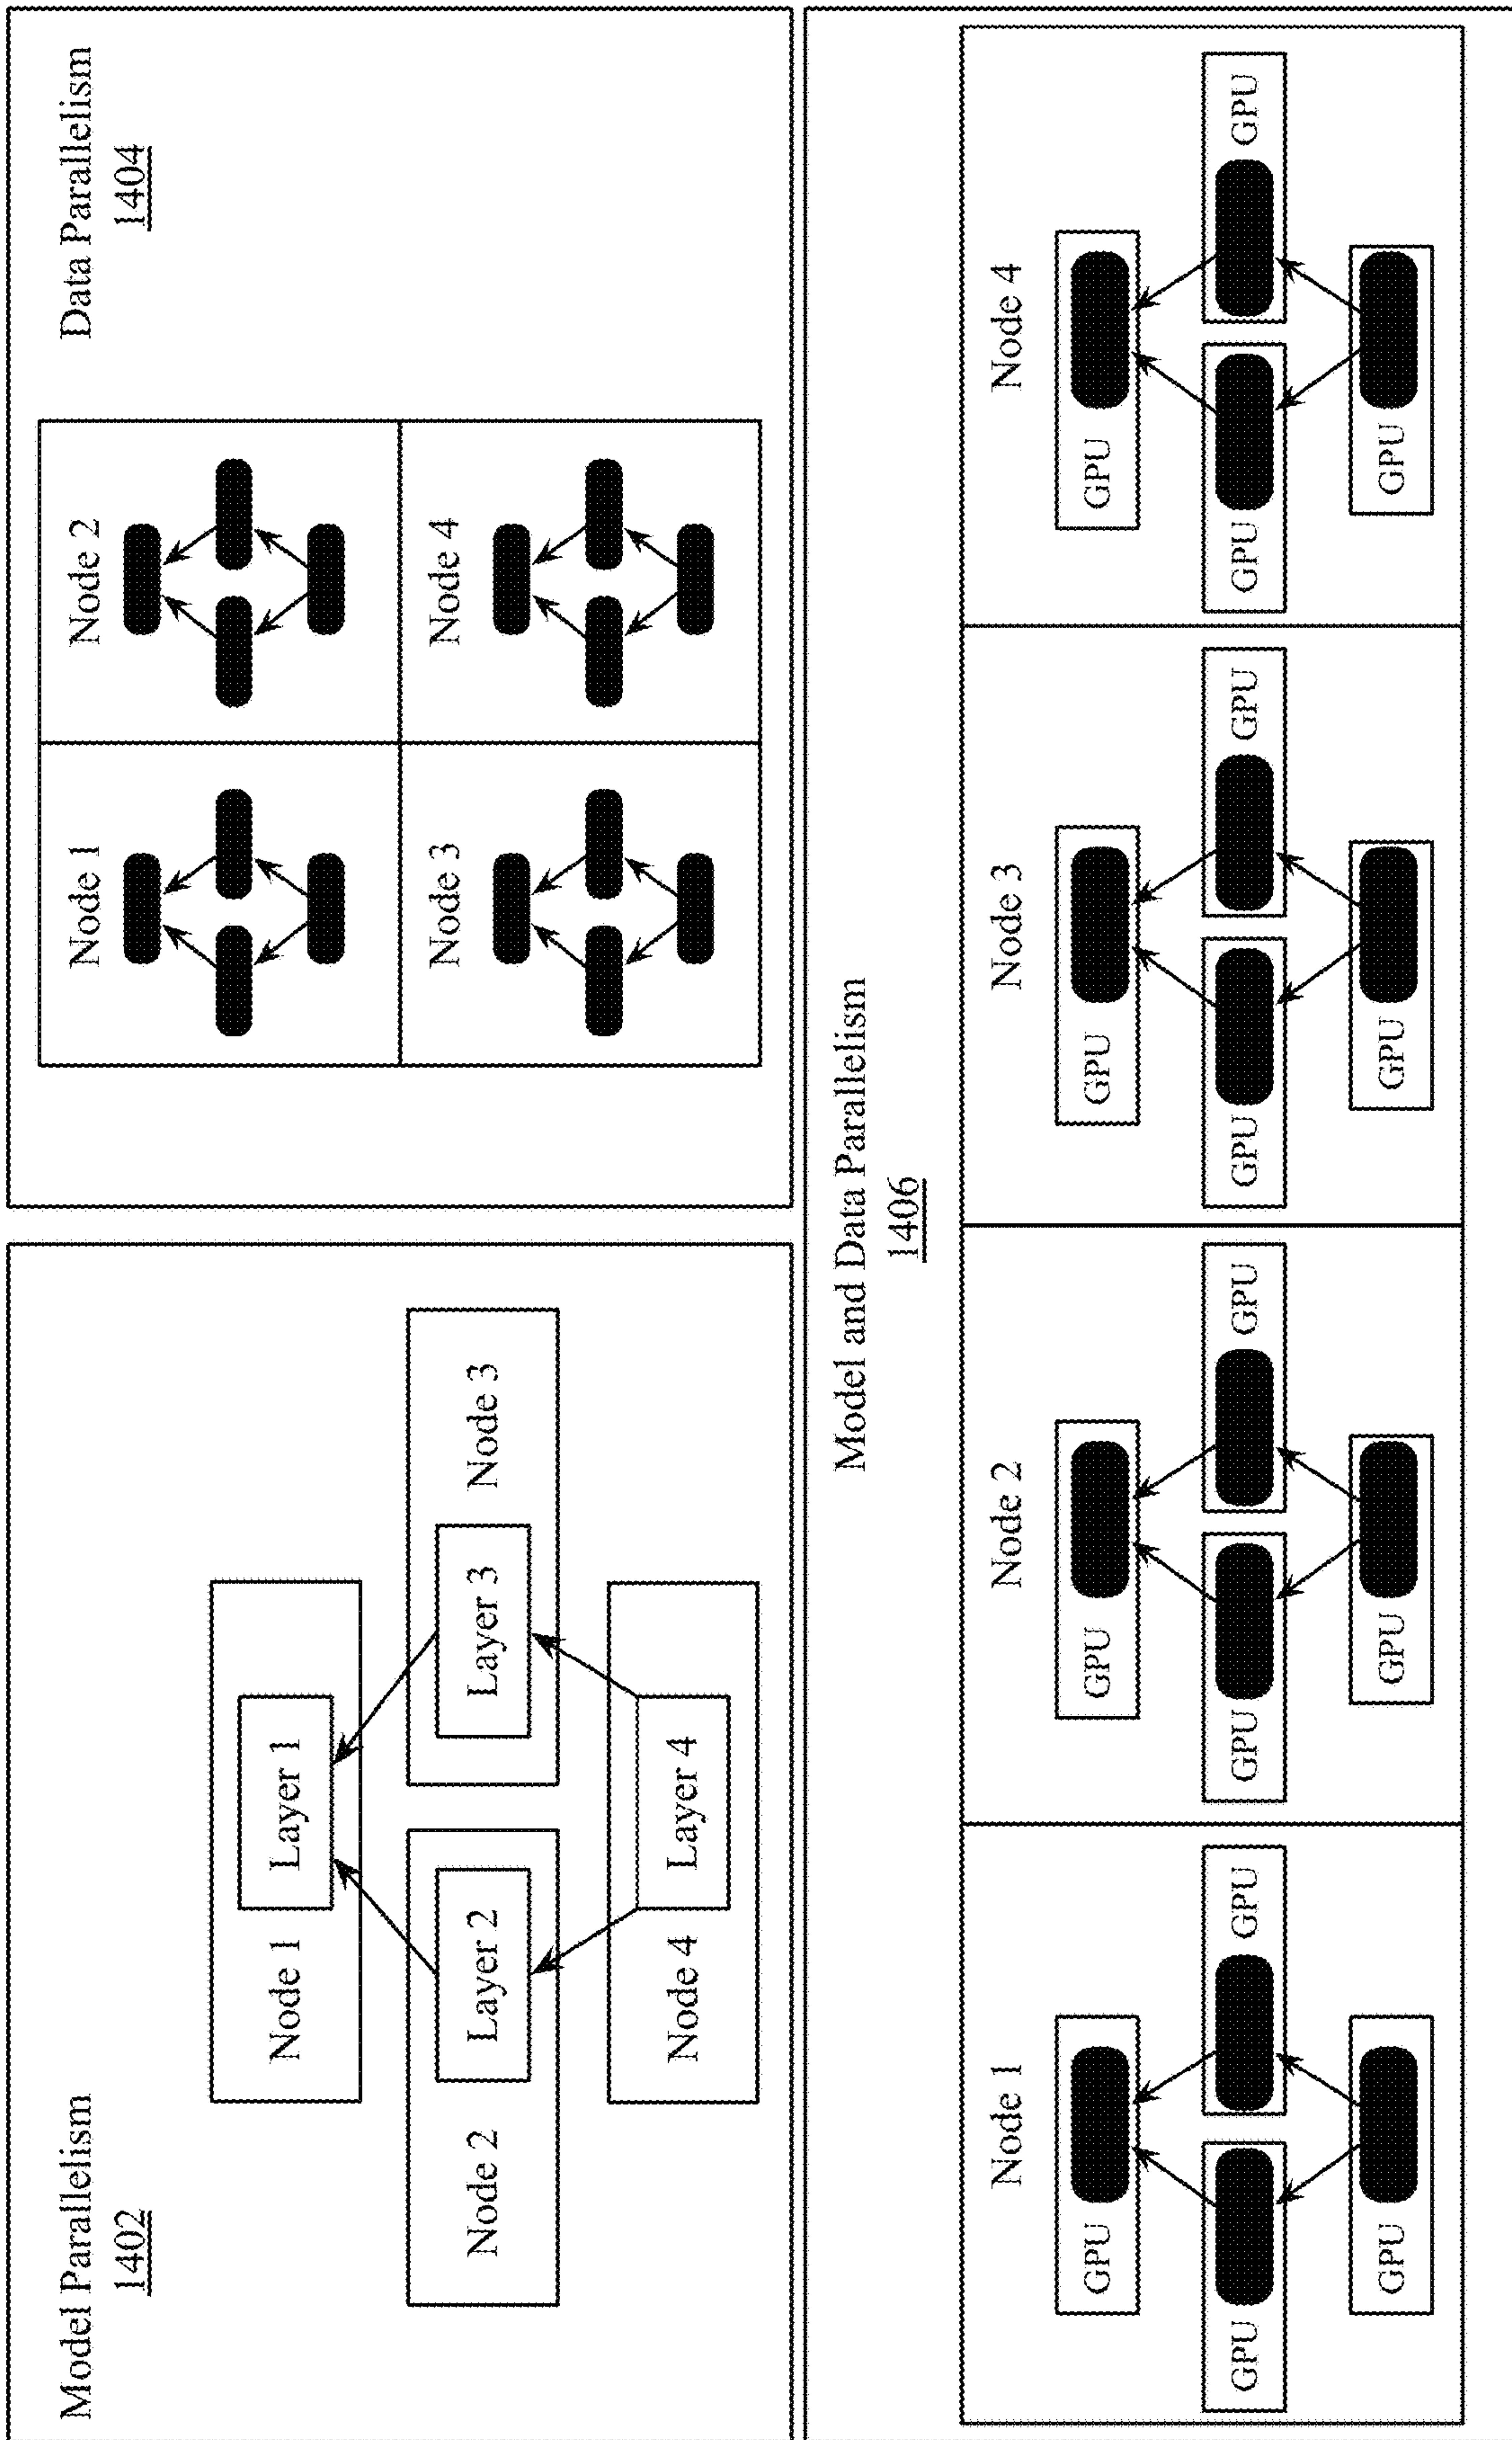 Model Parallelism
1402
Node 1
Layer 1
Node 2
Layer 2
Layer 3
Node 3
Node 4
Layer 4
Data Parallelism
1404
Node 1
Node 2
Node 3
Node 4
Model and Data Parallelism
1406
Node 1
GPU
GPU
GPU
GPU
Node 2
GPU
GPU
GPU
GPU
Node 3
GPU
GPU
GPU
GPU
Node 4
GPU
GPU
GPU
GPU